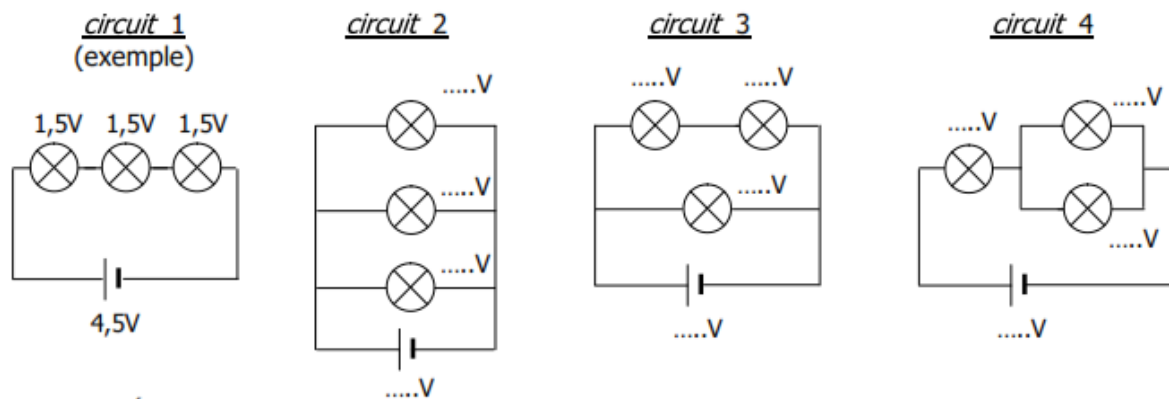 circuit 1
(exemple)
1,5V 1,5V 1,5V
4,5V
circuit 2
.....V
.....V
.....V
.....V
circuit 3
.....V .....V
.....V
.....V
circuit 4
.....V
.....V
.....V
.....V